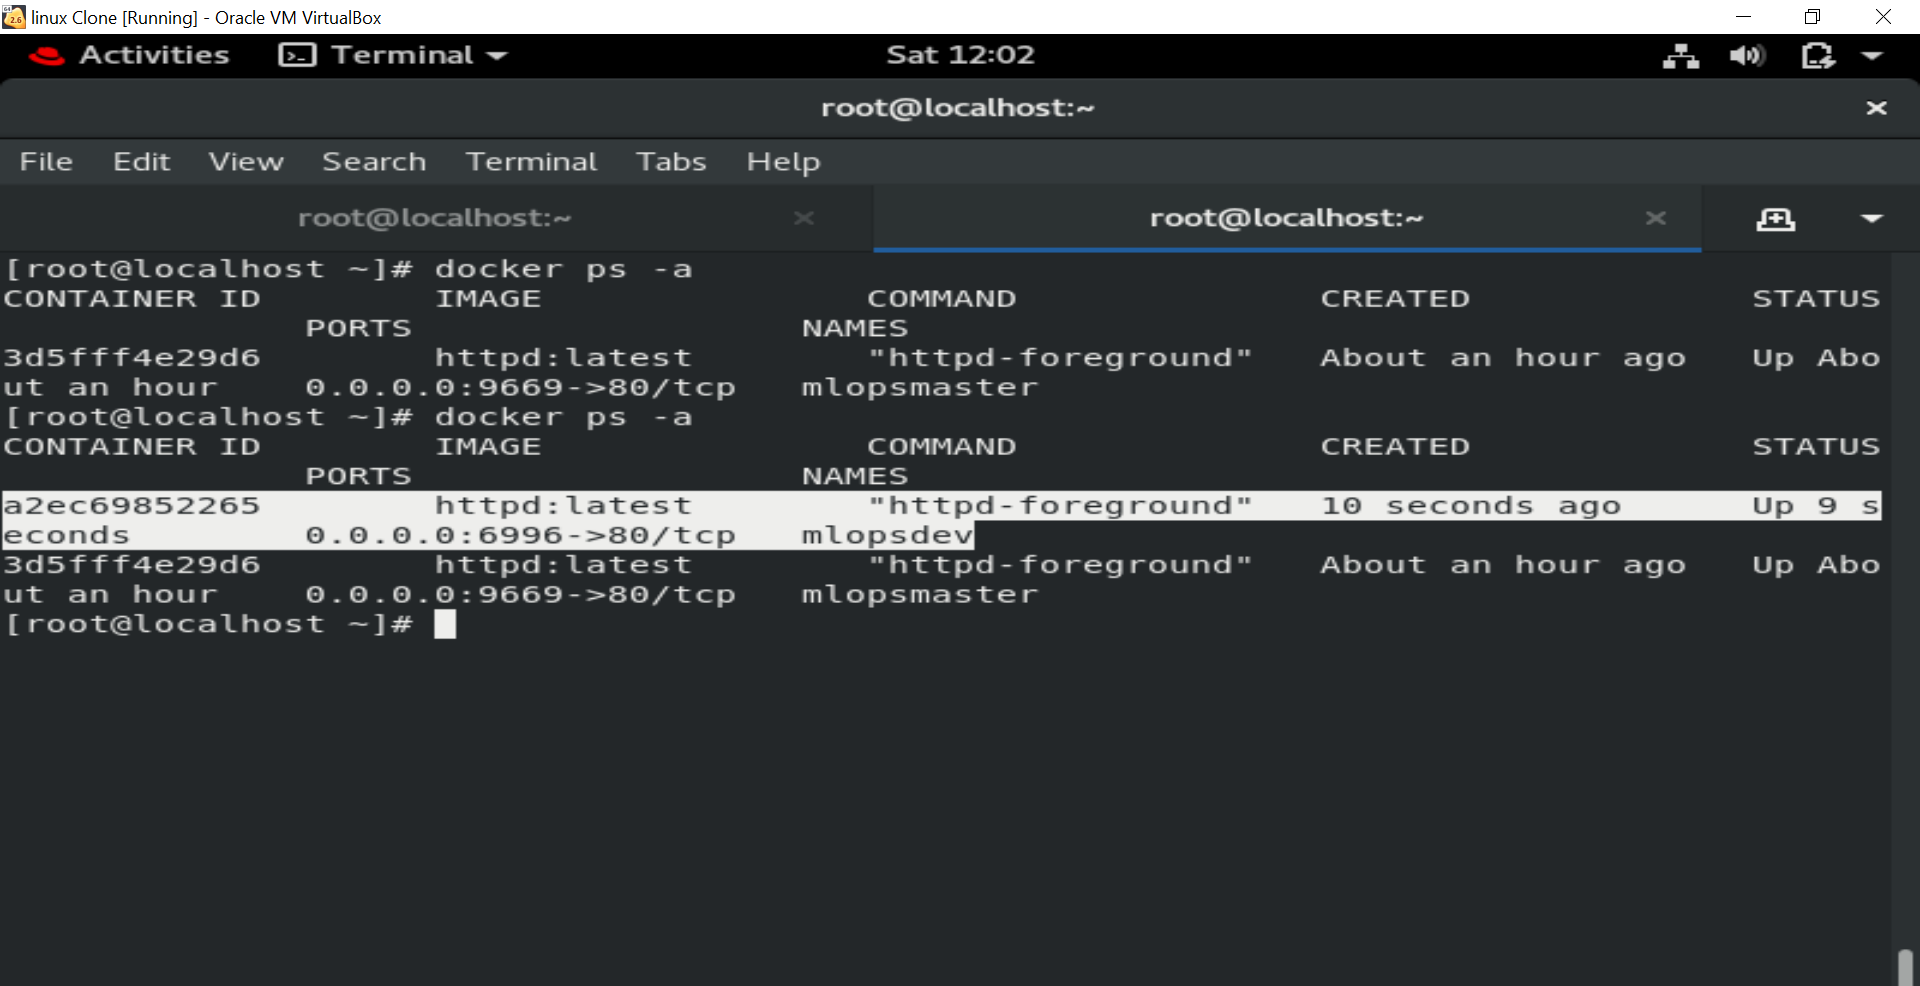 linux Clone [Running] - Oracle VM VirtualBox
Activities Terminal Sat 12:02
root@localhost:~
File Edit View Search Terminal Tabs Help
root@localhost:~ root@localhost:~
[root@localhost ~]# docker ps -a
CONTAINER ID IMAGE COMMAND CREATED STATUS
PORTS NAMES
3d5fff4e29d6 httpd:latest "httpd-foreground" About an hour ago Up Abo
ut an hour 0.0.0.0:9669->80/tcp mlopsmaster
[root@localhost ~]# docker ps -a
CONTAINER ID IMAGE COMMAND CREATED STATUS
PORTS NAMES
a2ec69852265 httpd:latest "httpd-foreground" 10 seconds ago Up 9 s
econds 0.0.0.0:6996->80/tcp mlopsdev
3d5fff4e29d6 httpd:latest "httpd-foreground" About an hour ago Up Abo
ut an hour 0.0.0.0:9669->80/tcp mlopsmaster
[root@localhost ~]#